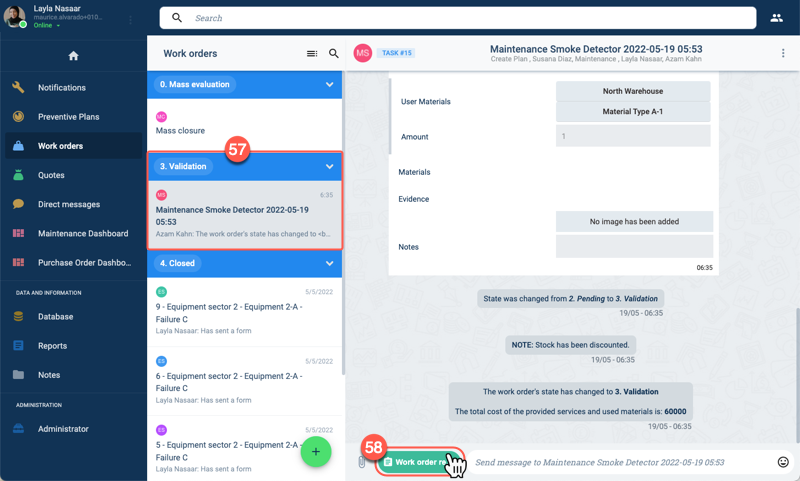 Layla Nasaar
maurice.alvarado+010...
Online
Search
Notifications
Preventive Plans
Work orders
Quotes
Direct messages
Maintenance Dashboard
Purchase Order Dashbo...
DATA AND INFORMATION
Database
Reports
Notes
ADMINISTRATION
Administrator
Work orders
0. Mass evaluation
MC
Mass closure
57
3. Validation
MS
6:35
Maintenance Smoke Detector 2022-05-19
05:53
Azam Kahn: The work order's state has changed to <b...
4. Closed
ES
5/5/2022
9 - Equipment sector 2 - Equipment 2-A -
Failure C
Layla Nasaar: Has sent a form
ES
5/5/2022
6 - Equipment sector 2 - Equipment 2-A -
Failure C
Layla Nasaar: Has sent a form
ES
5/5/2022
5 - Equipment sector 2 - Equipment 2-A -
Failure C
Layla Nasaar: Has sent a form
MS
TASK #15
Maintenance Smoke Detector 2022-05-19 05:53
Create Plan , Susana Diaz, Maintenance , Layla Nasaar, Azam Kahn
North Warehouse
User Materials
Material Type A-1
Amount
1
Materials
Evidence
No image has been added
Notes
06:35
State was changed from 2. Pending to 3. Validation
19/05 - 06:35
NOTE: Stock has been discounted.
19/05 - 06:35
The work order's state has changed to 3. Validation
The total cost of the provided services and used materials is: 60000
19/05 - 06:35
58
Work order r
Send message to Maintenance Smoke Detector 2022-05-19 05:53